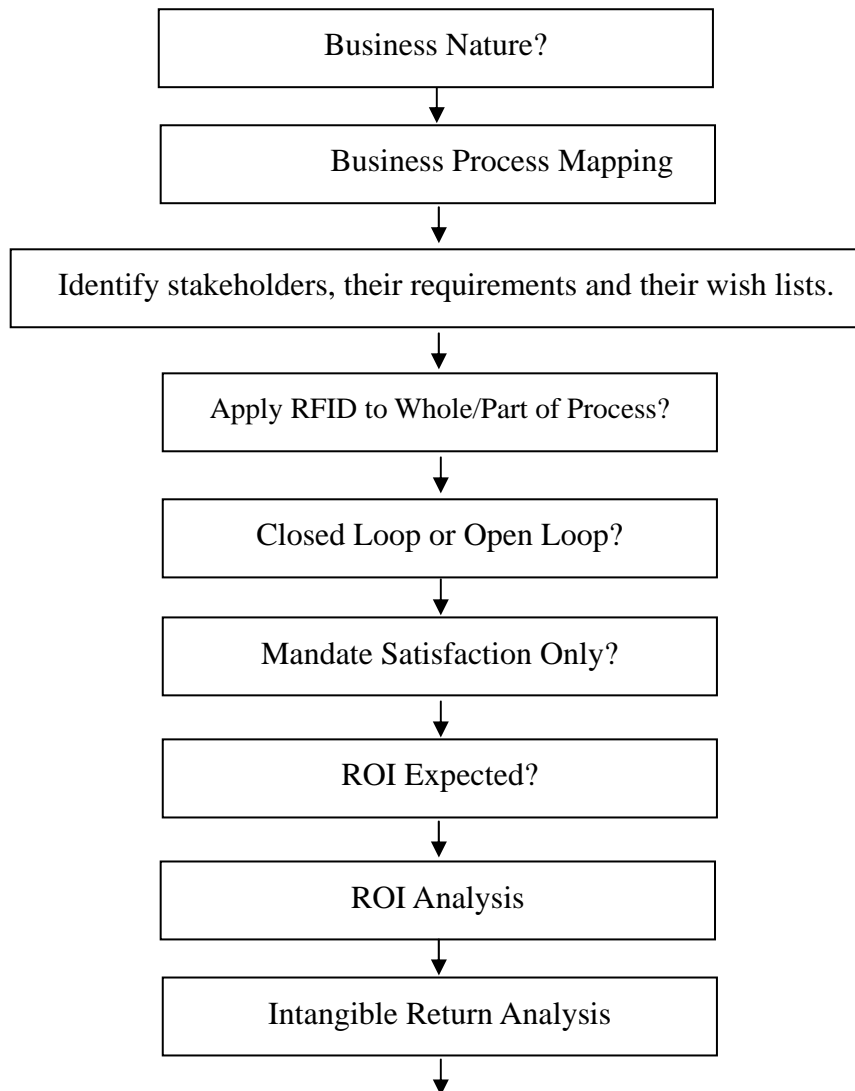 Business Nature?
Business Process Mapping
Identify stakeholders, their requirements and their wish lists.
Apply RFID to Whole/Part of Process?
Closed Loop or Open Loop?
Mandate Satisfaction Only?
ROI Expected?
ROI Analysis
Intangible Return Analysis